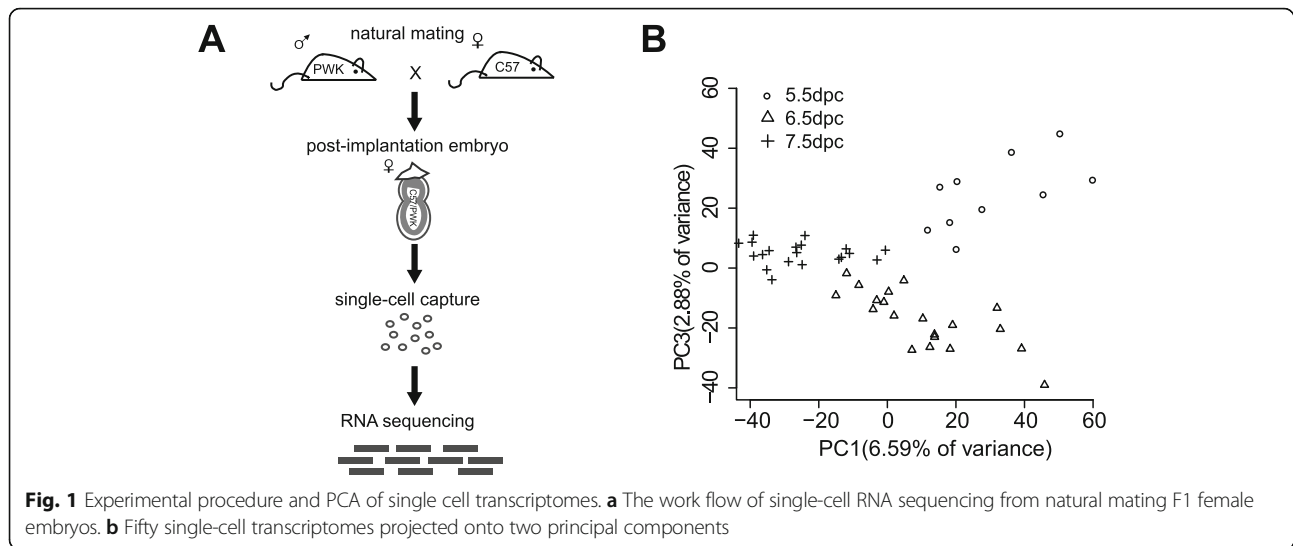 A
natural mating
♂
♀
PWK
X
C57
post-implantation embryo
♀
C57/PWK
single-cell capture
RNA sequencing
B
5.5dpc
6.5dpc
7.5dpc
PC3(2.88% of variance)
60
40
20
0
−20
−40
−40
−20
0
20
40
60
PC1(6.59% of variance)
Fig. 1 Experimental procedure and PCA of single cell transcriptomes. a The work flow of single-cell RNA sequencing from natural mating F1 female
embryos. b Fifty single-cell transcriptomes projected onto two principal components